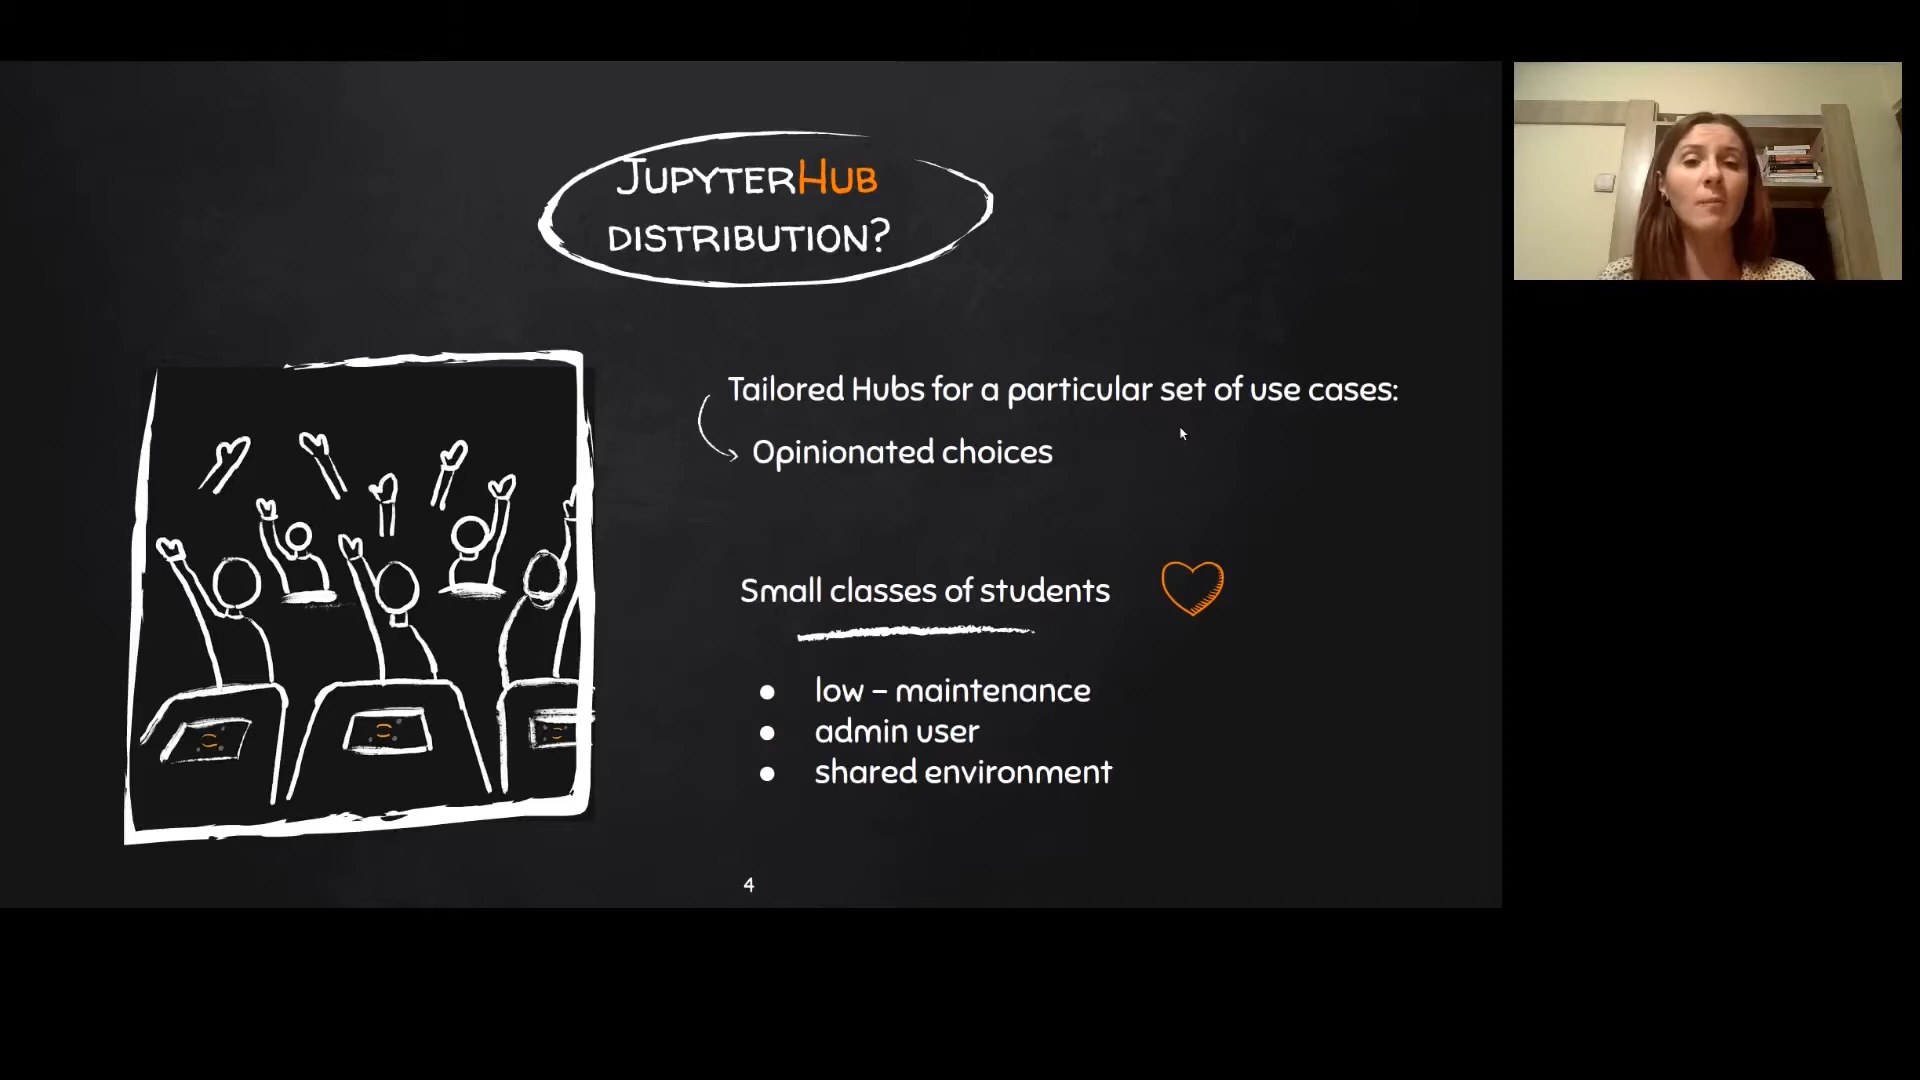 JUPYTERHUB
DISTRIBUTION?
Tailored Hubs for a particular set of use cases:
Opinionated choices
Small classes of students
● low – maintenance
● admin user
● shared environment
4